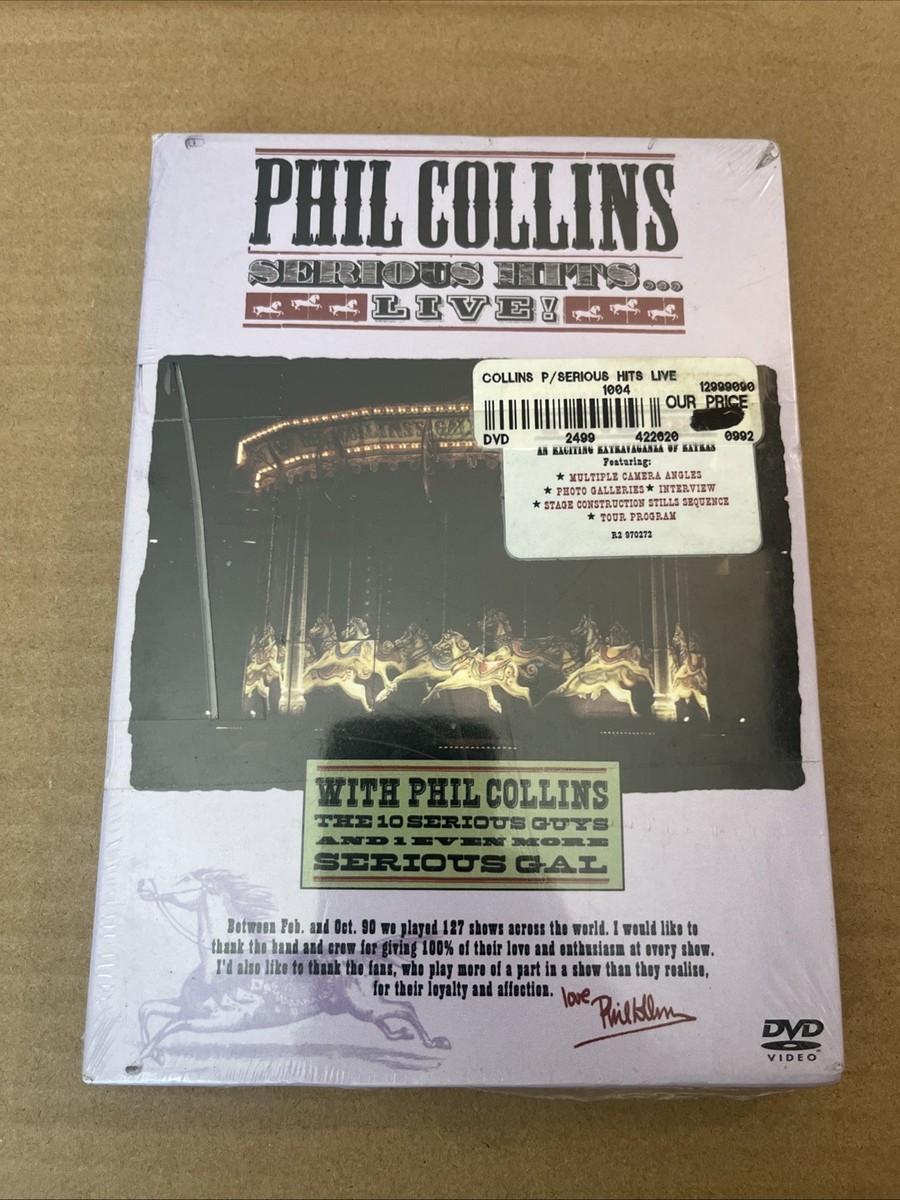 PHIL COLLINS
SERIOUS HITS...
LIVE!
COLLINS P/SERIOUS HITS LIVE
1004
12999090
OUR PRICE
DVD 2499 422020 0992
AN EXCITING EXTRAVAGANZA OF EXTRAS
Featuring:
★ MULTIPLE CAMERA ANGLES
★ PHOTO GALLERIES ★ INTERVIEW
★ STAGE CONSTRUCTION STILLS SEQUENCE
★ TOUR PROGRAM
R2 970272
WITH PHIL COLLINS
THE 10 SERIOUS GUYS
AND 1 EVEN MORE
SERIOUS GAL
Between Feb. and Oct. 90 we played 127 shows across the world. I would like to
thank the band and crew for giving 100% of their love and enthusiasm at every show.
I'd also like to thank the fans, who play more of a part in a show than they realise,
for their loyalty and affection.
love
Phil Collins
DVD
VIDEO